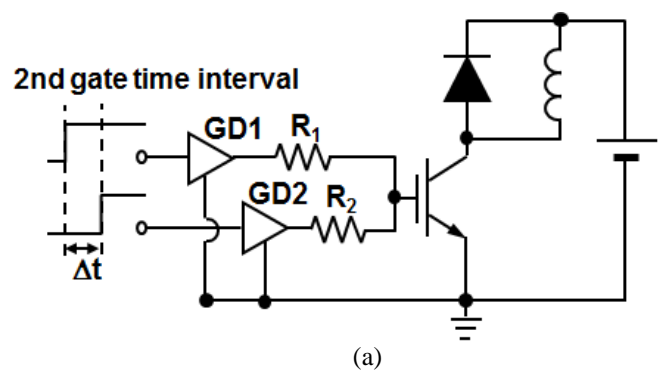 2nd gate time interval
GD1
R₁
GD2
R₂
Δt
(a)